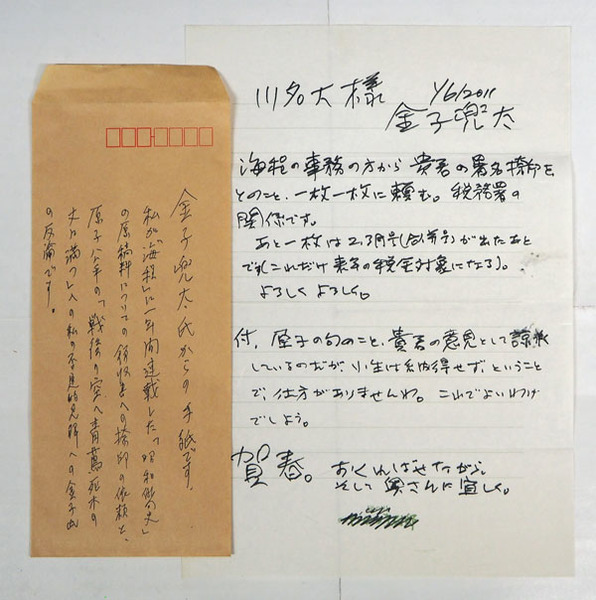 川名大様
1/6/2011
金子兜太
海程の事務の方から貴君の署名捺印を
とのこと、一枚一枚に頼む。税務署の
関係です。
あと一枚は2、3月号(合併号)が出たあと
です(これだけ来年の税金対象になる)。
よろしくよろしく。
付、原子の句のこと、貴君の意見として諒承
しているのだが、小生は納得せず、ということ
で、仕方がありませんね。これでよいわけ
でしょう。
賀春。おくればせながら、
そして奥さんに宜しく。
金子兜太氏からの手紙です。
私が「海程」に一年間連載した「昭和俳句史」
の原稿料についての領収書への捺印の依頼と、
原子公平の「戦後の空へ青蔦死木の
丈に満つ」への私の否定的見解への金子氏
の反論です。